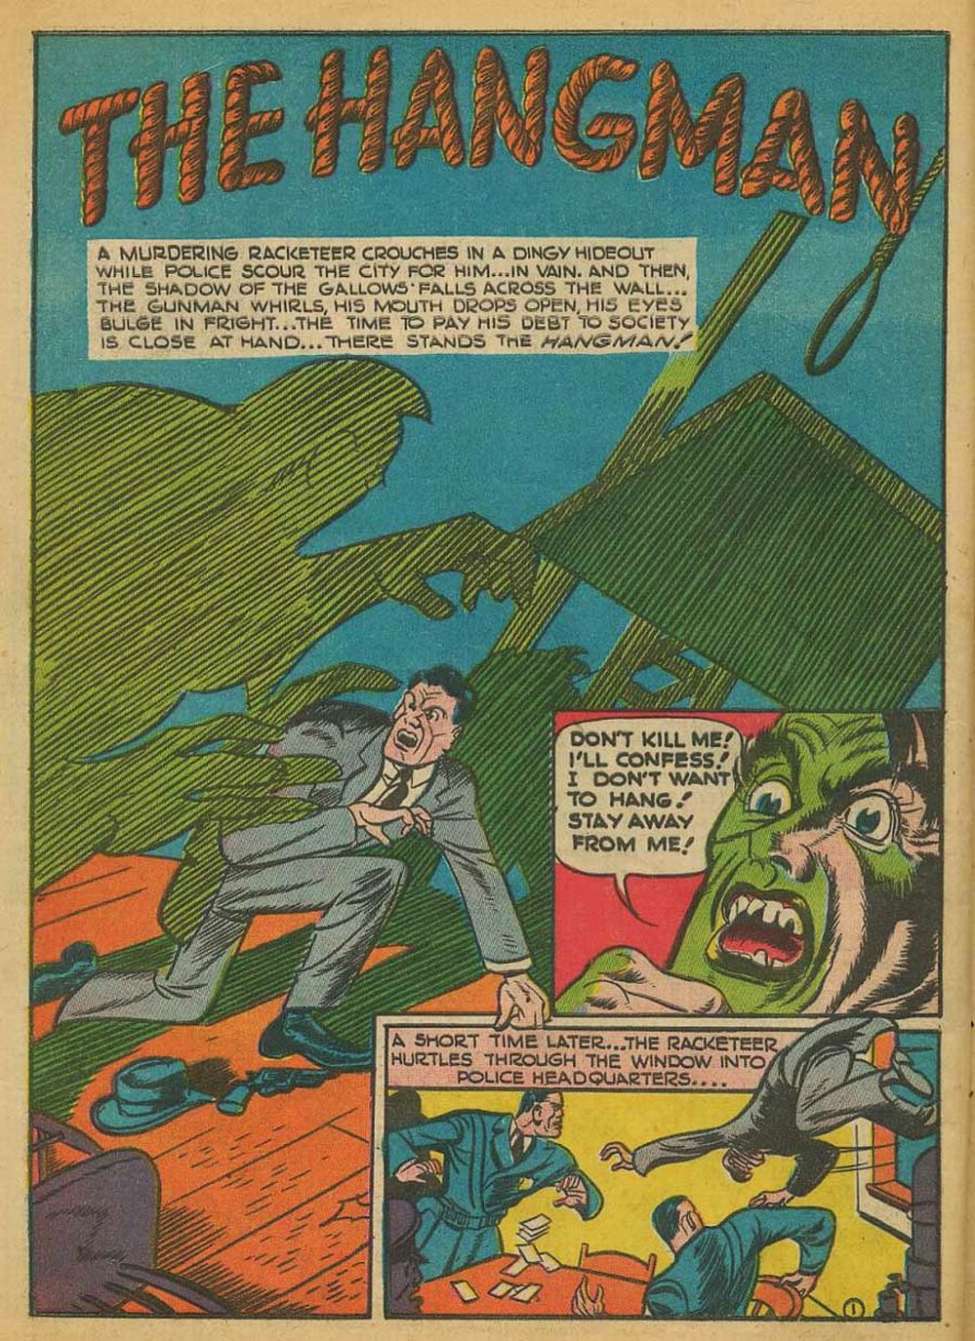 THE HANGMAN
A MURDERING RACKETEER CROUCHES IN A DINGY HIDEOUT
WHILE POLICE SCOUR THE CITY FOR HIM...IN VAIN. AND THEN,
THE SHADOW OF THE GALLOWS FALLS ACROSS THE WALL...
THE GUNMAN WHIRLS, HIS MOUTH DROPS OPEN, HIS EYES
BULGE IN FRIGHT...THE TIME TO PAY HIS DEBT TO SOCIETY
IS CLOSE AT HAND...THERE STANDS THE HANGMAN!
DON'T KILL ME!
I'LL CONFESS!
I DON'T WANT
TO HANG!
STAY AWAY
FROM ME!
A SHORT TIME LATER...THE RACKETEER
HURTLES THROUGH THE WINDOW INTO
POLICE HEADQUARTERS....
1